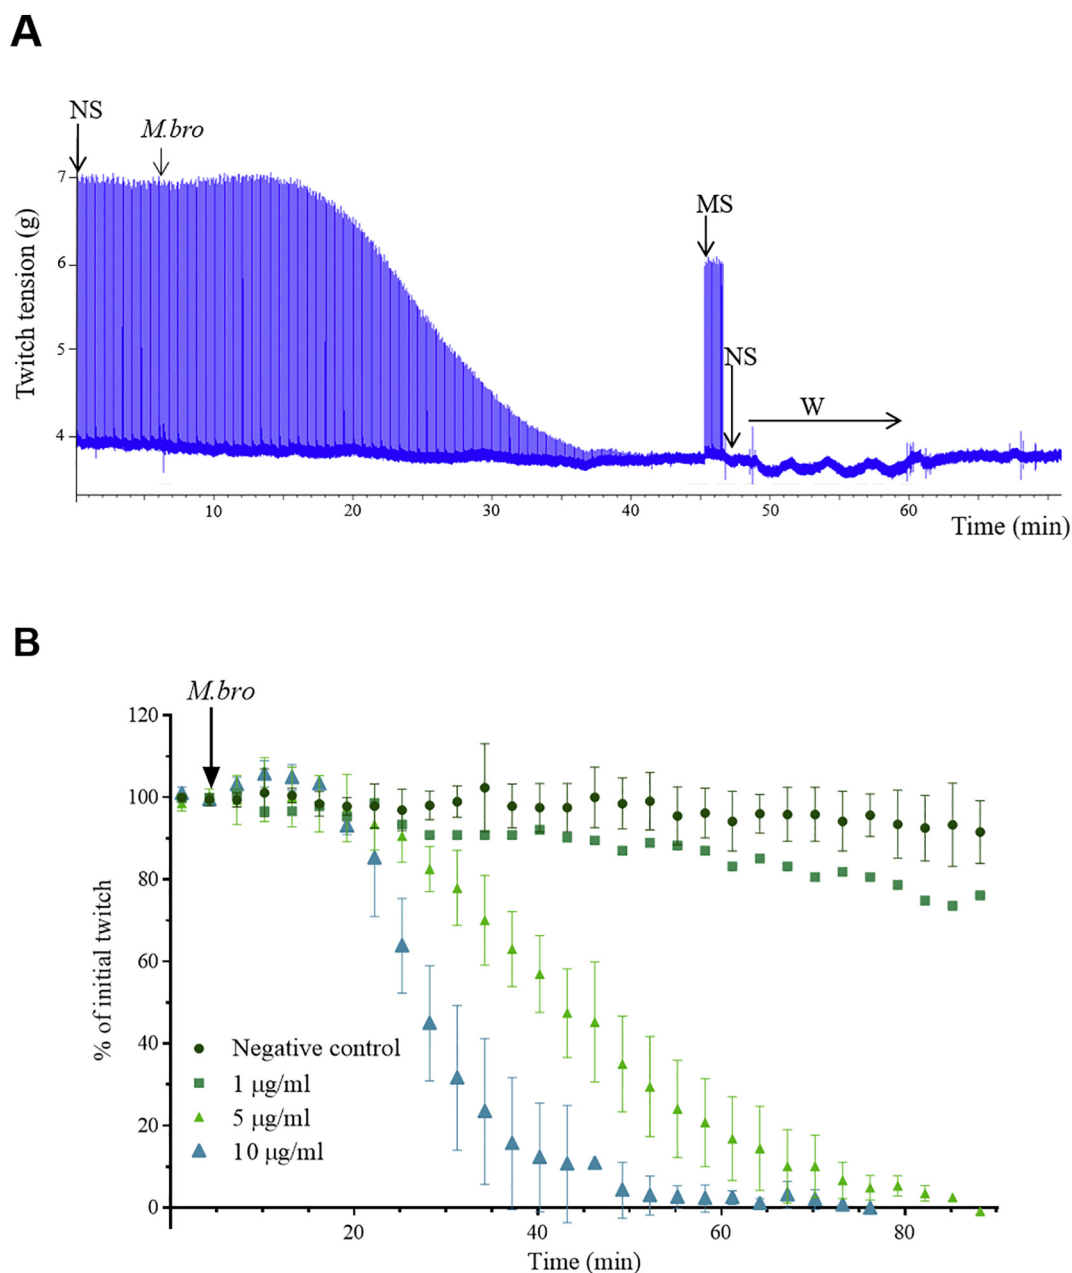 A
NS
M.bro
7
MS
6
5
NS
W
4
Twitch tension (g)
10
20
30
40
50
60
Time (min)
B
M.bro
120
100
80
60
40
20
0
% of initial twitch
Negative control
1 μg/ml
5 μg/ml
10 μg/ml
20
40
60
80
Time (min)